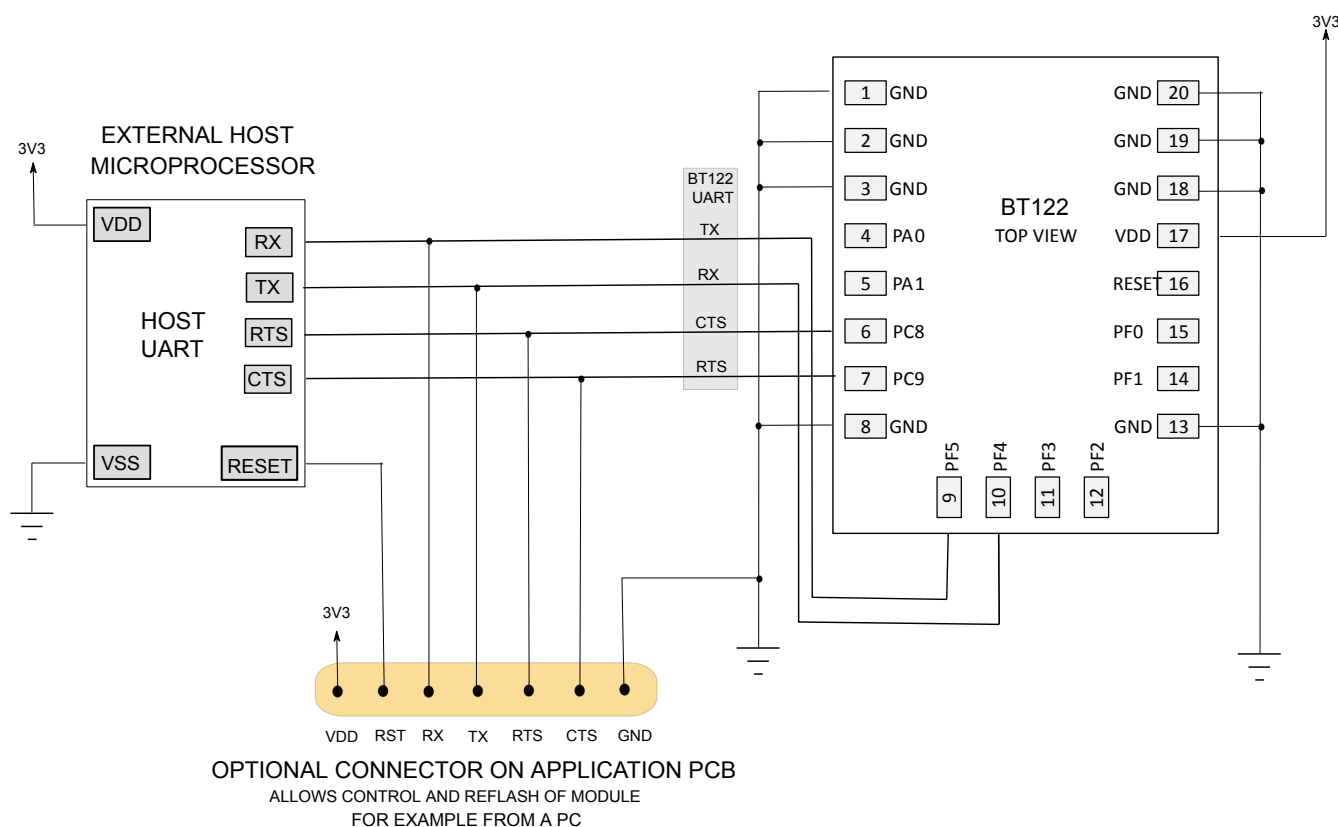 3V3
EXTERNAL HOST
MICROPROCESSOR
VDD
RX
TX
HOST
UART
RTS
CTS
VSS
RESET
BT122
UART
TX
RX
CTS
RTS
3V3
BT122
TOP VIEW
1 GND
2 GND
3 GND
4 PA0
5 PA1
6 PC8
7 PC9
8 GND
9 PF5
10 PF4
11 PF3
12 PF2
GND 20
GND 19
GND 18
VDD 17
RESET 16
PF0 15
PF1 14
GND 13
3V3
VDD RST RX TX RTS CTS GND
OPTIONAL CONNECTOR ON APPLICATION PCB
ALLOWS CONTROL AND REFLASH OF MODULE
FOR EXAMPLE FROM A PC